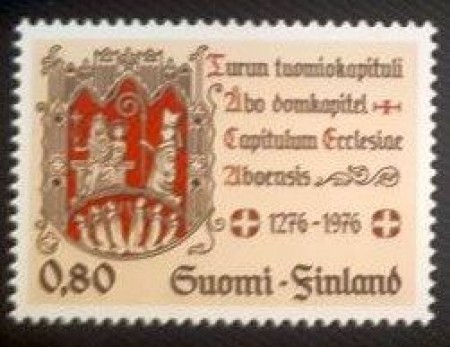 Turun tuomiokapituli
Åbo domkapitel
Capitulum Ecclesiae
Aboensis
1276-1976
0,80
Suomi-Finland